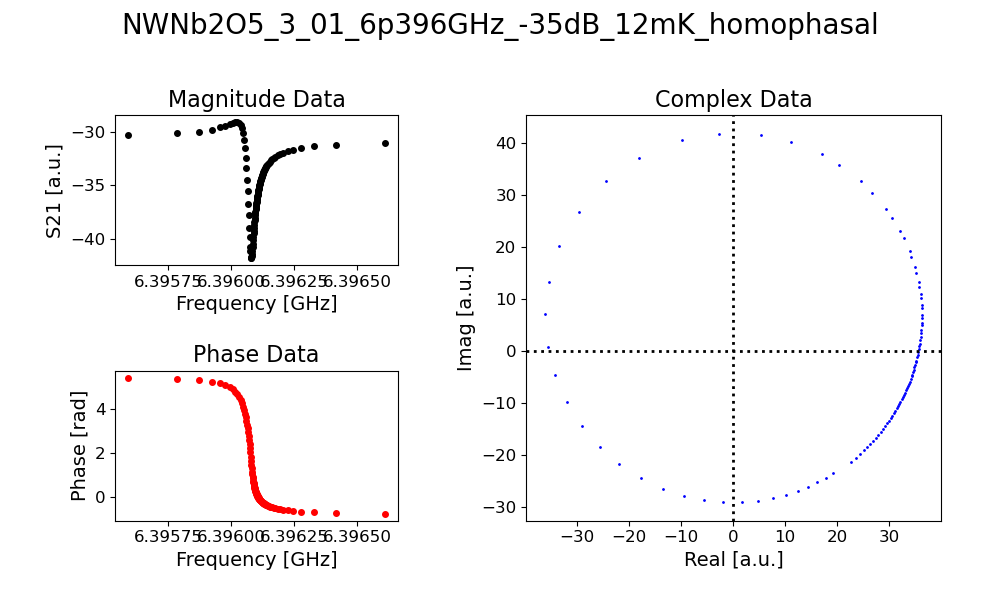 NWNb2O5_3_01_6p396GHz_-35dB_12mK_homophasal
Magnitude Data
S21 [a.u.]
−30
−35
−40
6.39575 6.39600 6.39625 6.39650
Frequency [GHz]
Phase Data
Phase [rad]
4
2
0
6.39575 6.39600 6.39625 6.39650
Frequency [GHz]
Complex Data
Imag [a.u.]
40
30
20
10
0
−10
−20
−30
−30 −20 −10 0 10 20 30
Real [a.u.]